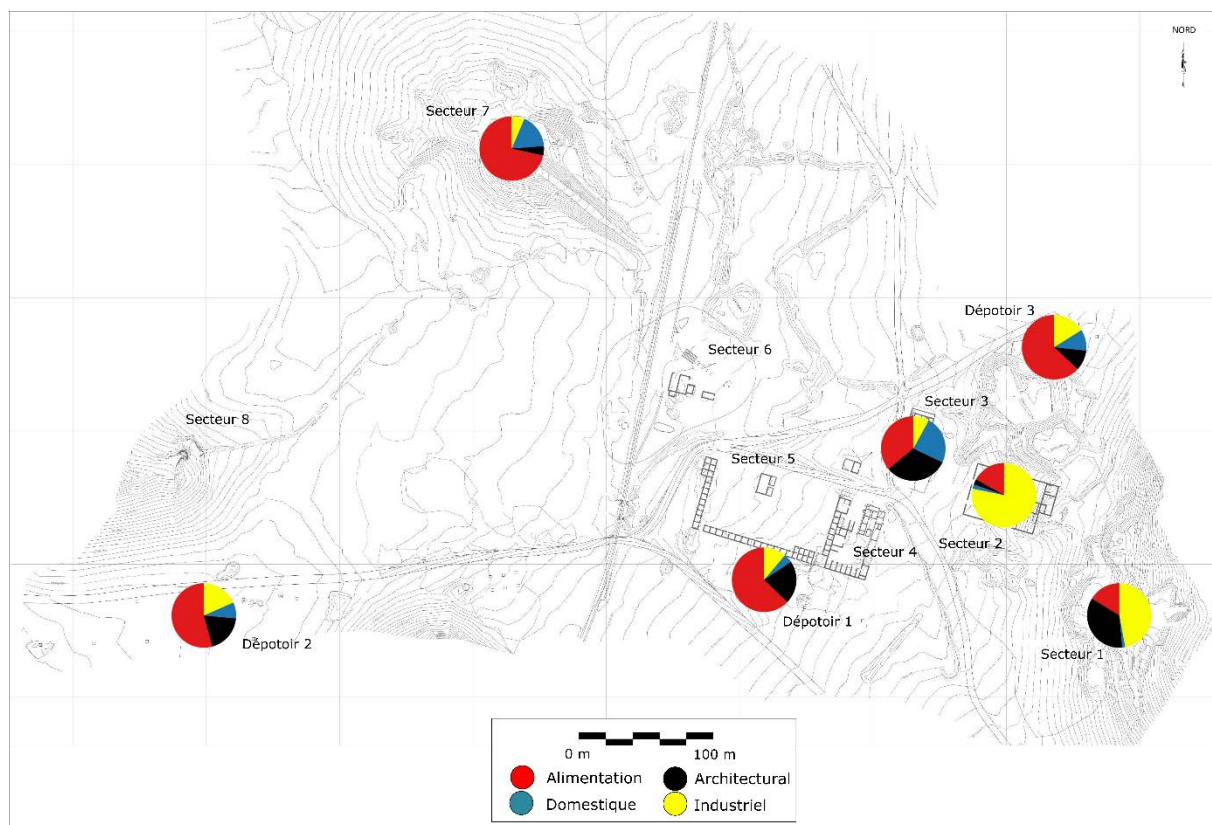 NORD
Secteur 7
Dépotoir 3
Secteur 6
Secteur 3
Secteur 8
Secteur 5
Secteur 2
Secteur 4
Dépotoir 1
Dépotoir 2
Secteur 1
0 m 100 m
Alimentation Architectural
Domestique Industriel